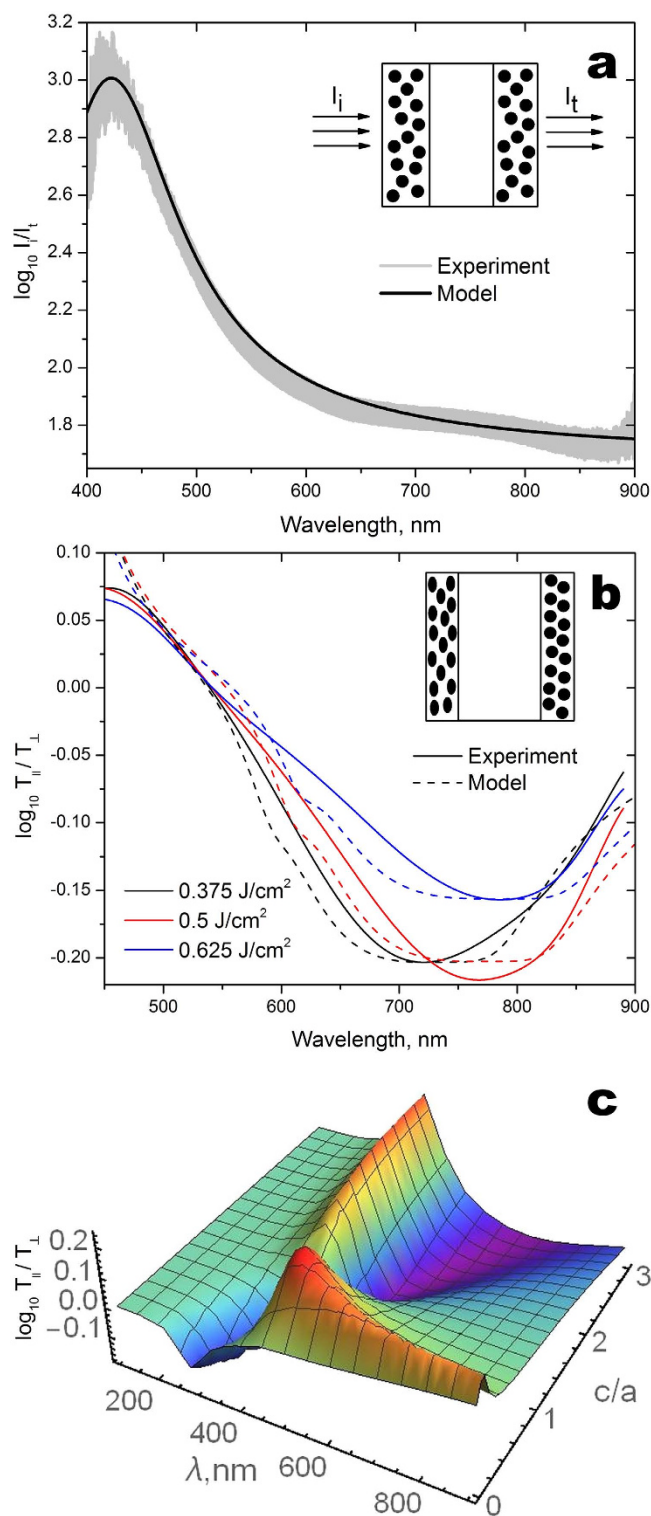 a
I_i
I_t
Experiment
Model
log₁₀ I_i/I_t
3.2
3.0
2.8
2.6
2.4
2.2
2.0
1.8
400 500 600 700 800 900
Wavelength, nm
b
Experiment
Model
log₁₀ T∥ / T⊥
0.10
0.05
0.00
-0.05
-0.10
-0.15
-0.20
0.375 J/cm²
0.5 J/cm²
0.625 J/cm²
500 600 700 800 900
Wavelength, nm
c
log₁₀ T∥ / T⊥
0.2
0.1
0.0
−0.1
200
400
600
800
λ,nm
0
1
2
3
c/a